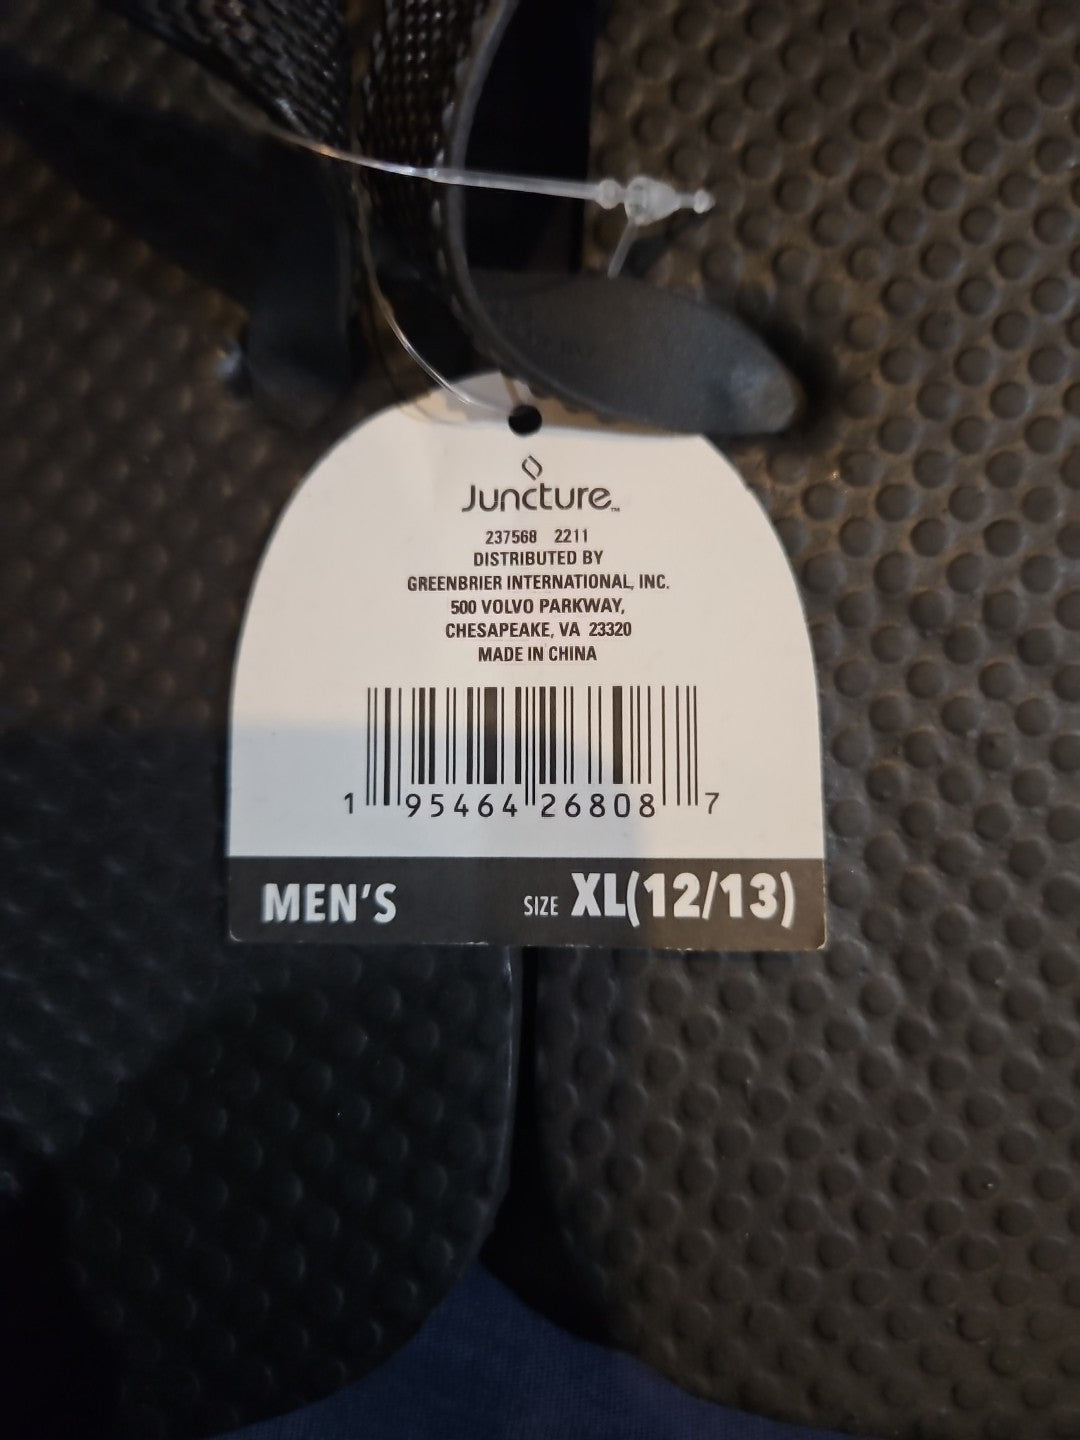 Juncture™
237568 2211
DISTRIBUTED BY
GREENBRIER INTERNATIONAL, INC.
500 VOLVO PARKWAY,
CHESAPEAKE, VA 23320
MADE IN CHINA
1 95464 26808 7
MEN'S SIZE XL(12/13)